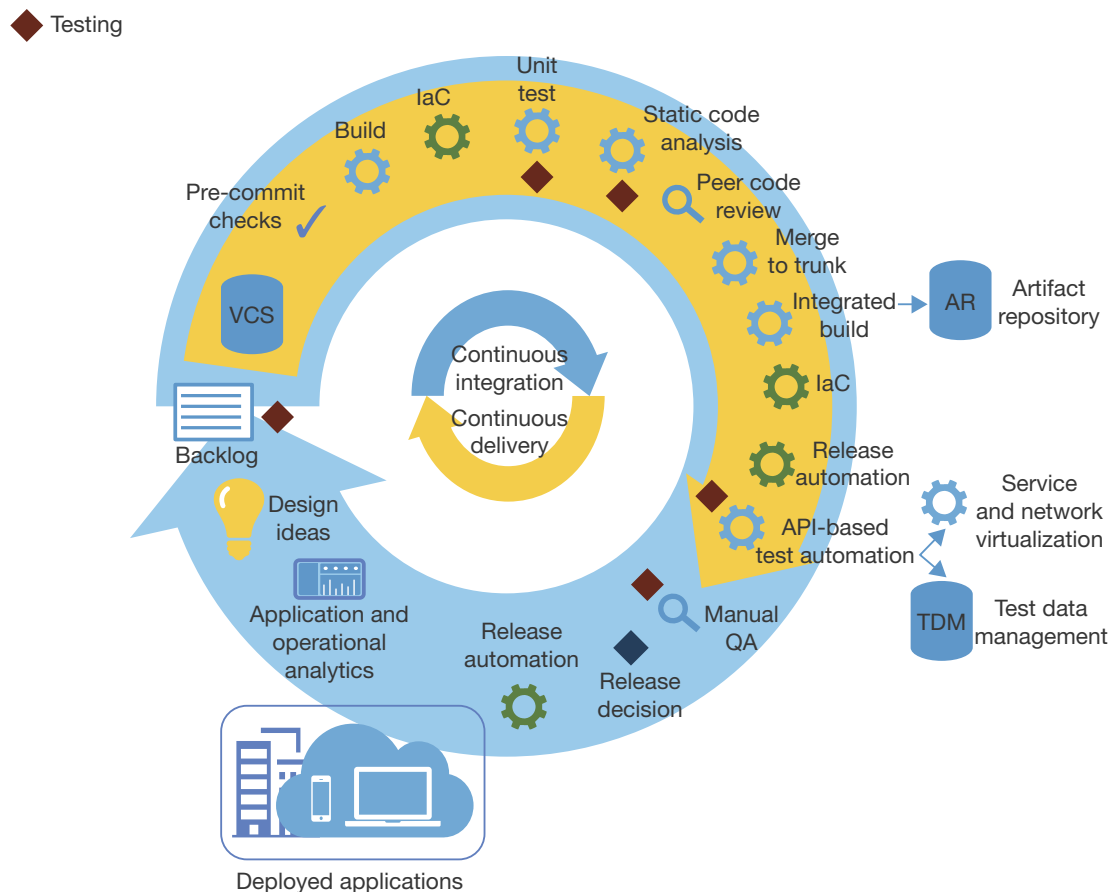 Testing
Unit
test
IaC
Static code
analysis
Build
Peer code
review
Pre-commit
checks
Merge
to trunk
VCS
Integrated
build
AR
Artifact
repository
Continuous
integration
IaC
Continuous
delivery
Backlog
Release
automation
Design
ideas
API-based
test automation
Service
and network
virtualization
Application and
operational
analytics
Release
automation
Manual
QA
TDM
Test data
management
Release
decision
Deployed applications